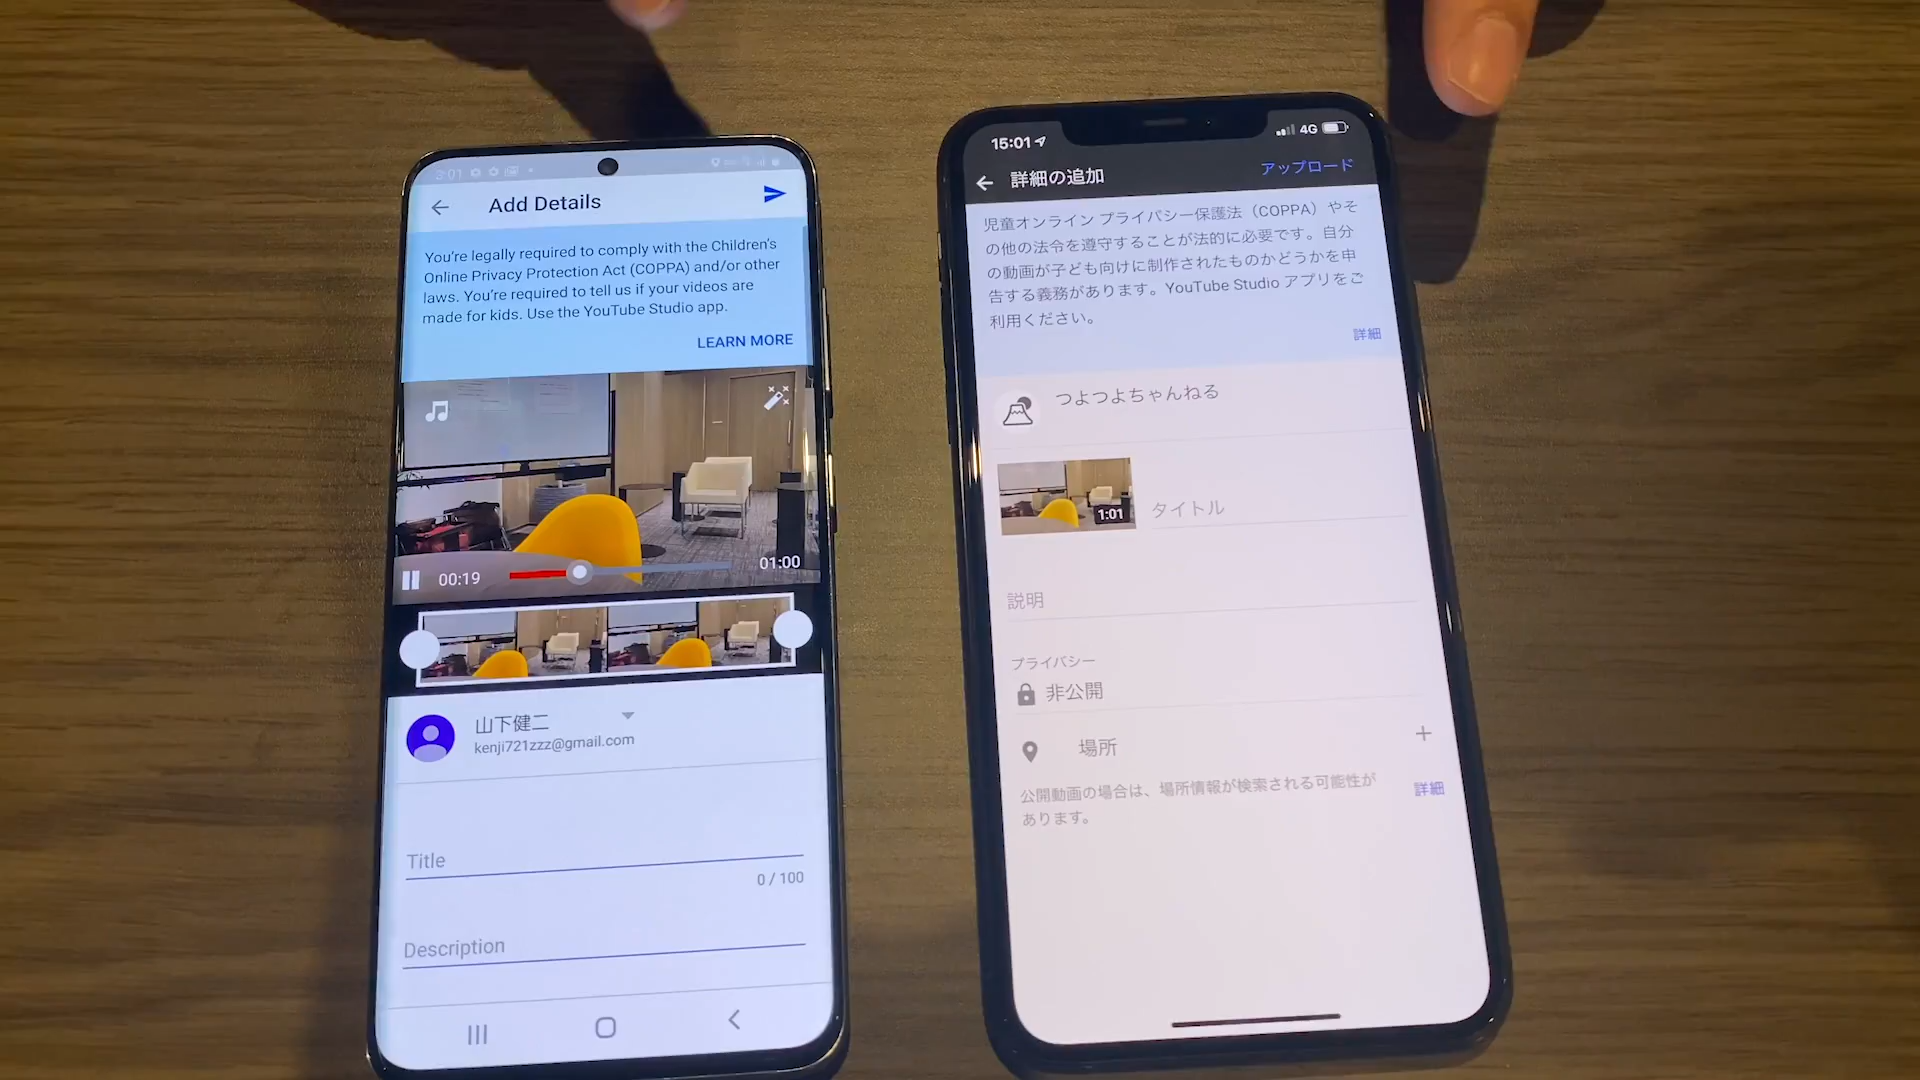 3:01
Add Details
You're legally required to comply with the Children's
Online Privacy Protection Act (COPPA) and/or other
laws. You're required to tell us if your videos are
made for kids. Use the YouTube Studio app.
LEARN MORE
00:19
01:00
山下健二
kenji721zzz@gmail.com
Title
0 / 100
Description
15:01
4G
詳細の追加
アップロード
児童オンライン プライバシー保護法（COPPA）やそ
の他の法令を遵守することが法的に必要です。自分
の動画が子ども向けに制作されたものかどうかを申
告する義務があります。YouTube Studio アプリをご
利用ください。
詳細
つよつよちゃんねる
1:01
タイトル
説明
プライバシー
非公開
場所
公開動画の場合は、場所情報が検索される可能性が
あります。
詳細